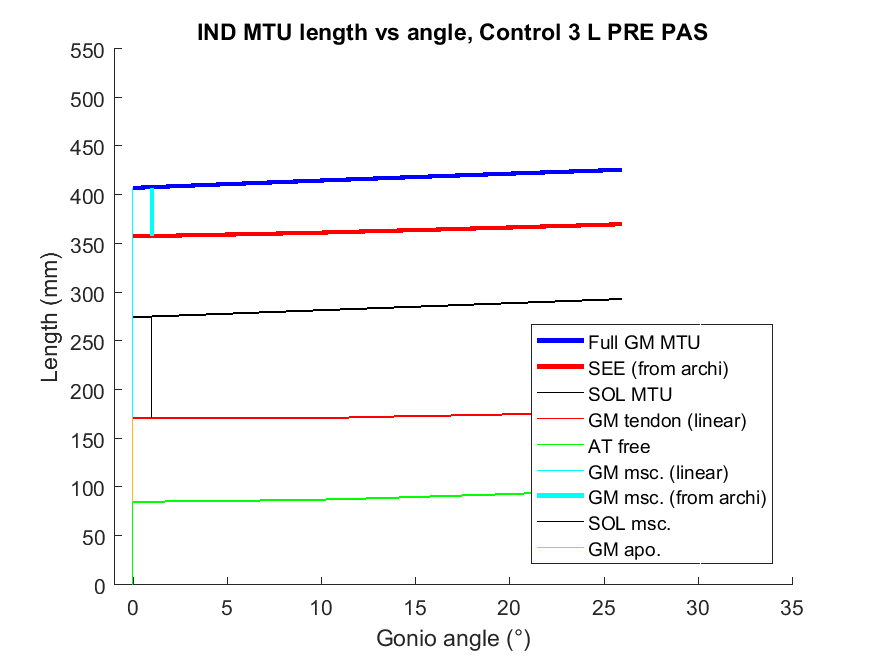 IND MTU length vs angle, Control 3 L PRE PAS
550
500
450
400
350
300
250
200
150
100
50
0
Length (mm)
Full GM MTU
SEE (from archi)
SOL MTU
GM tendon (linear)
AT free
GM msc. (linear)
GM msc. (from archi)
SOL msc.
GM apo.
0 5 10 15 20 25 30 35
Gonio angle (°)